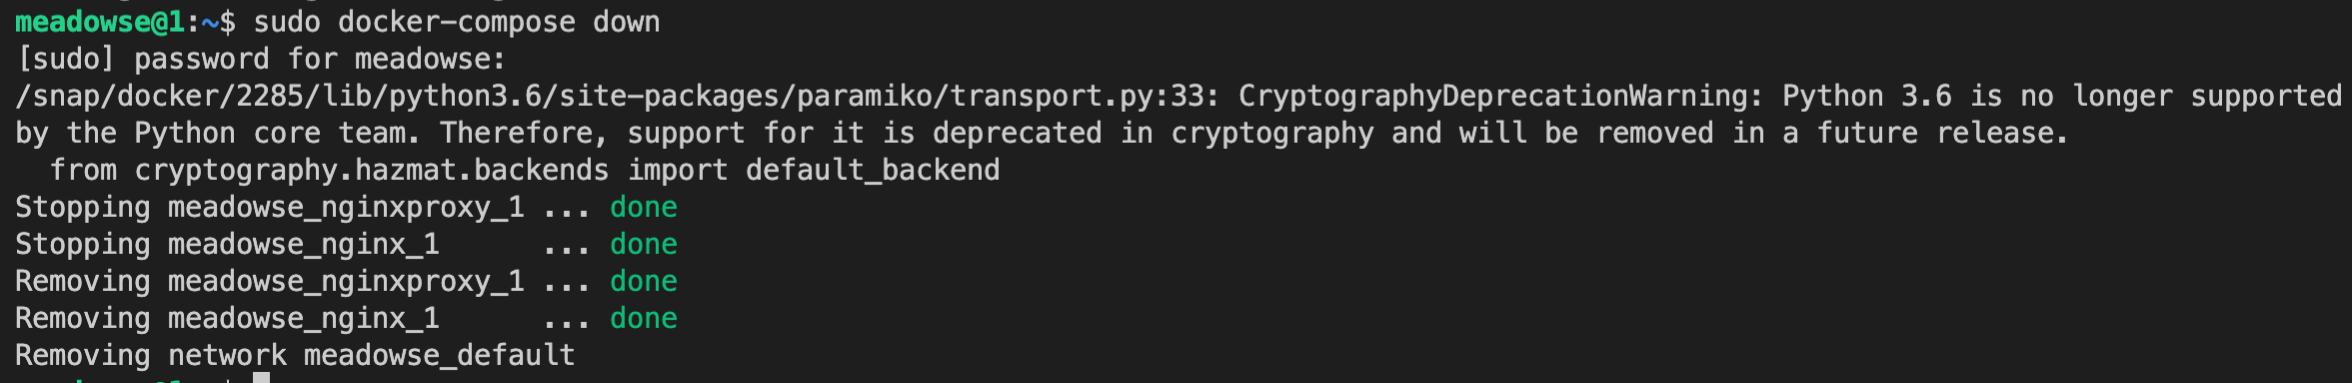 meadowse@1:~$ sudo docker-compose down
[sudo] password for meadowse:
/snap/docker/2285/lib/python3.6/site-packages/paramiko/transport.py:33: CryptographyDeprecationWarning: Python 3.6 is no longer supported
by the Python core team. Therefore, support for it is deprecated in cryptography and will be removed in a future release.
  from cryptography.hazmat.backends import default_backend
Stopping meadowse_nginxproxy_1 ... done
Stopping meadowse_nginx_1      ... done
Removing meadowse_nginxproxy_1 ... done
Removing meadowse_nginx_1      ... done
Removing network meadowse_default